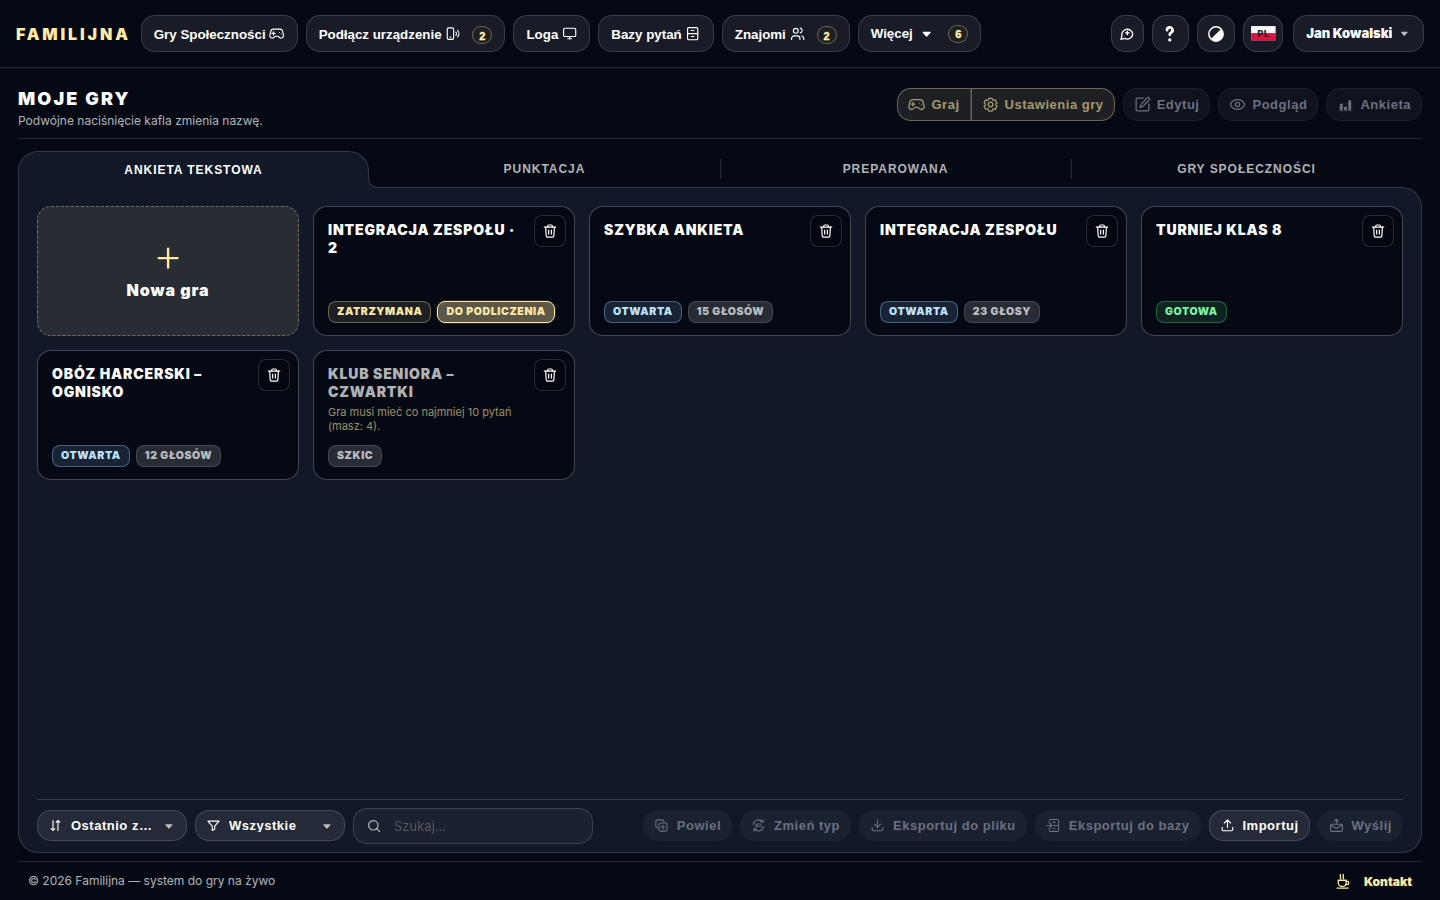 FAMILIJNA
Gry Społeczności
Podłącz urządzenie 2
Loga
Bazy pytań
Znajomi 2
Więcej 6
PL
Jan Kowalski
MOJE GRY
Podwójne naciśnięcie kafla zmienia nazwę.
Graj
Ustawienia gry
Edytuj
Podgląd
Ankieta
ANKIETA TEKSTOWA
PUNKTACJA
PREPAROWANA
GRY SPOŁECZNOŚCI
Nowa gra
INTEGRACJA ZESPOŁU ·
2
ZATRZYMANA
DO PODLICZENIA
SZYBKA ANKIETA
OTWARTA
15 GŁOSÓW
INTEGRACJA ZESPOŁU
OTWARTA
23 GŁOSY
TURNIEJ KLAS 8
GOTOWA
OBÓZ HARCERSKI –
OGNISKO
OTWARTA
12 GŁOSÓW
KLUB SENIORA –
CZWARTKI
Gra musi mieć co najmniej 10 pytań
(masz: 4).
SZKIC
Ostatnio z...
Wszystkie
Szukaj...
Powiel
Zmień typ
Eksportuj do pliku
Eksportuj do bazy
Importuj
Wyślij
© 2026 Familijna — system do gry na żywo
Kontakt